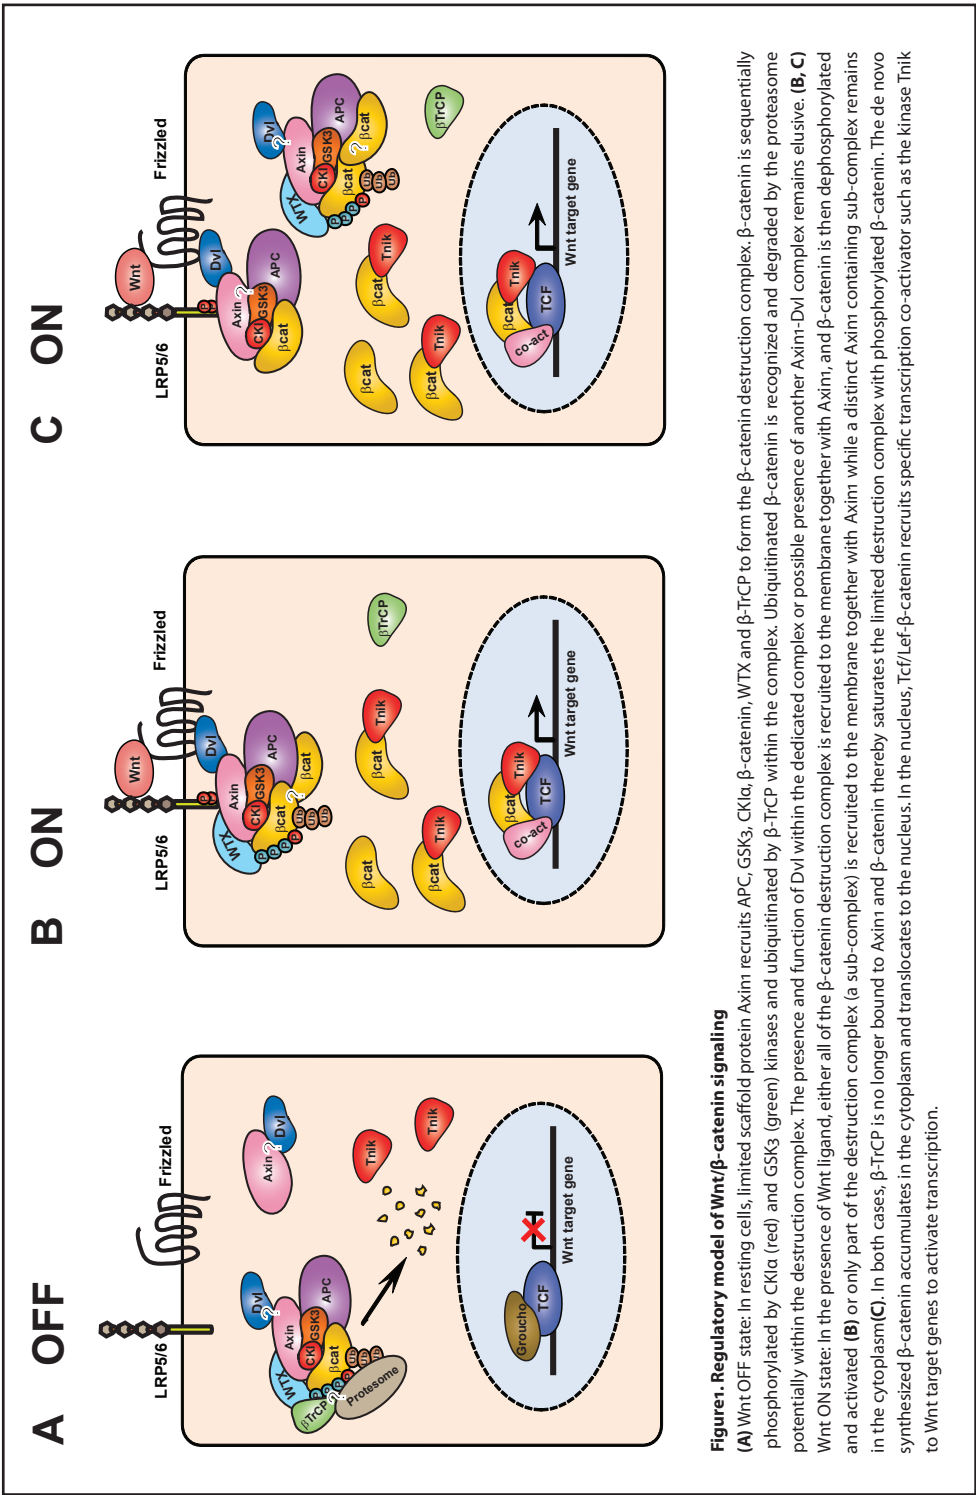 A OFF
LRP5/6
Frizzled
WTX
Axin
Dvl
?
CKI
GSK3
APC
βcat
βTrCP
P
P
P
P
?
Ub
Ub
Ub
Protesome
Axin
?
Dvl
Tnik
Tnik
Groucho
TCF
Wnt target gene
B ON
LRP5/6
Wnt
Frizzled
P
P
Dvl
WTX
Axin
CKI
GSK3
APC
βcat
?
βcat
P
P
P
P
Ub
Ub
Ub
βTrCP
βcat
βcat
Tnik
βcat
Tnik
co-act
βcat
Tnik
TCF
Wnt target gene
C ON
LRP5/6
Wnt
Frizzled
P
P
Dvl
Axin
?
CKI
GSK3
APC
βcat
Dvl
?
WTX
Axin
CKI
GSK3
APC
βcat
?
βcat
P
P
P
P
Ub
Ub
Ub
βTrCP
βcat
βcat
Tnik
βcat
Tnik
co-act
βcat
Tnik
TCF
Wnt target gene
Figure1. Regulatory model of Wnt/β-catenin signaling
(A) Wnt OFF state: In resting cells, limited scaffold protein Axin1 recruits APC, GSK3, CKIα, β-catenin, WTX and β-TrCP to form the β-catenin destruction complex. β-catenin is sequentially
phosphorylated by CKIα (red) and GSK3 (green) kinases and ubiquitinated by β-TrCP within the complex. Ubiquitinated β-catenin is recognized and degraded by the proteasome
potentially within the destruction complex. The presence and function of Dvl within the dedicated complex or possible presence of another Axin1-Dvl complex remains elusive. (B, C)
Wnt ON state: In the presence of Wnt ligand, either all of the β-catenin destruction complex is recruited to the membrane together with Axin1, and β-catenin is then dephosphorylated
and activated (B) or only part of the destruction complex (a sub-complex) is recruited to the membrane together with Axin1 while a distinct Axin1 containing sub-complex remains
in the cytoplasm(C). In both cases, β-TrCP is no longer bound to Axin1 and β-catenin thereby saturates the limited destruction complex with phosphorylated β-catenin. The de novo
synthesized β-catenin accumulates in the cytoplasm and translocates to the nucleus. In the nucleus, Tcf/Lef-β-catenin recruits specific transcription co-activator such as the kinase Tnik
to Wnt target genes to activate transcription.